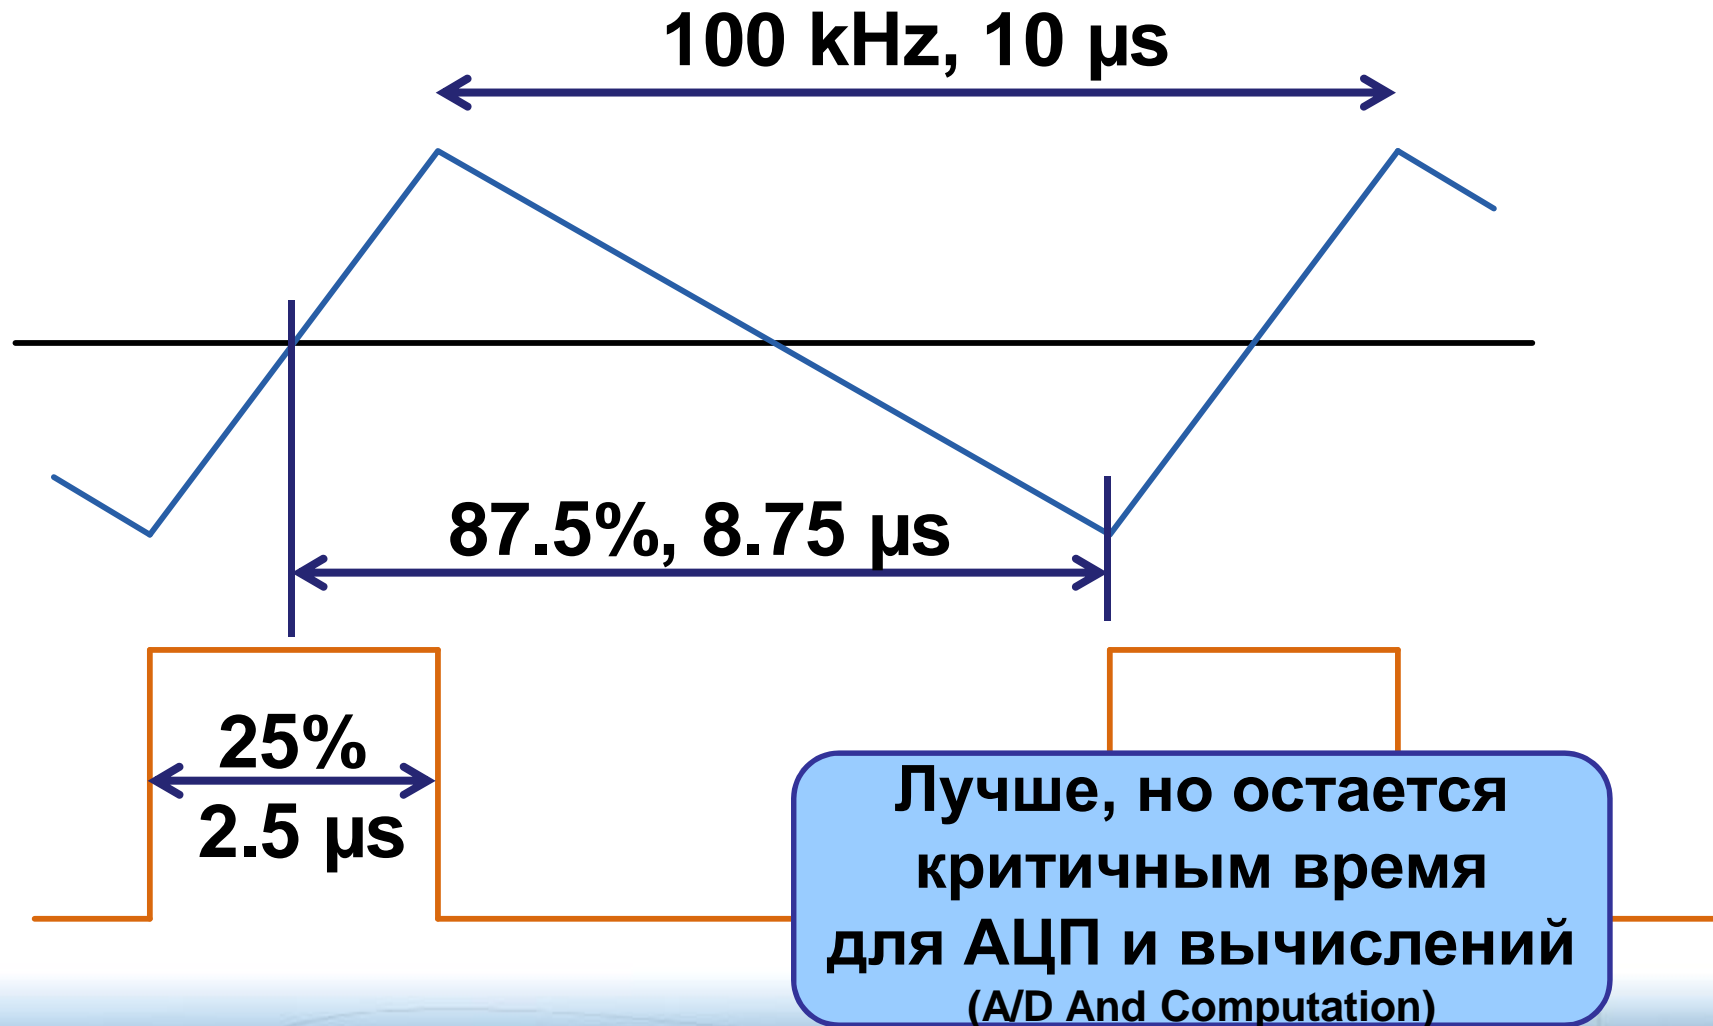 100 kHz, 10 µs
87.5%, 8.75 µs
25%
2.5 µs
Лучше, но остается
критичным время
для АЦП и вычислений
(A/D And Computation)